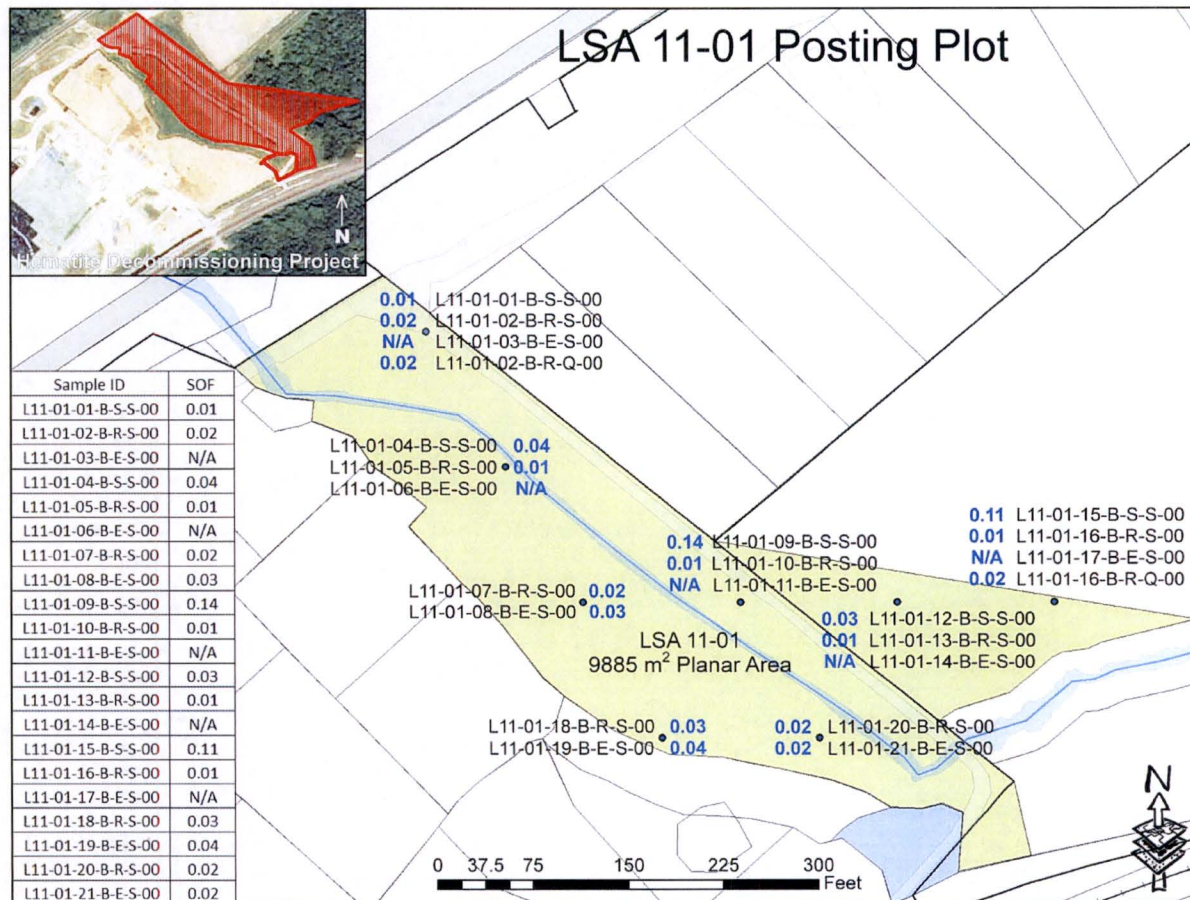 LSA 11-01 Posting Plot
N
Hematite Decommissioning Project
0.01 L11-01-01-B-S-S-00
0.02 L11-01-02-B-R-S-00
N/A L11-01-03-B-E-S-00
0.02 L11-01-02-B-R-Q-00
Sample ID SOF
L11-01-01-B-S-S-00 0.01
L11-01-02-B-R-S-00 0.02
L11-01-03-B-E-S-00 N/A
L11-01-04-B-S-S-00 0.04
L11-01-05-B-R-S-00 0.01
L11-01-06-B-E-S-00 N/A
L11-01-07-B-R-S-00 0.02
L11-01-08-B-E-S-00 0.03
L11-01-09-B-S-S-00 0.14
L11-01-10-B-R-S-00 0.01
L11-01-11-B-E-S-00 N/A
L11-01-12-B-S-S-00 0.03
L11-01-13-B-R-S-00 0.01
L11-01-14-B-E-S-00 N/A
L11-01-15-B-S-S-00 0.11
L11-01-16-B-R-S-00 0.01
L11-01-17-B-E-S-00 N/A
L11-01-18-B-R-S-00 0.03
L11-01-19-B-E-S-00 0.04
L11-01-20-B-R-S-00 0.02
L11-01-21-B-E-S-00 0.02
L11-01-04-B-S-S-00 0.04
L11-01-05-B-R-S-00 0.01
L11-01-06-B-E-S-00 N/A
0.14 L11-01-09-B-S-S-00
0.01 L11-01-10-B-R-S-00
N/A L11-01-11-B-E-S-00
0.11 L11-01-15-B-S-S-00
0.01 L11-01-16-B-R-S-00
N/A L11-01-17-B-E-S-00
0.02 L11-01-16-B-R-Q-00
L11-01-07-B-R-S-00 0.02
L11-01-08-B-E-S-00 0.03
0.03 L11-01-12-B-S-S-00
0.01 L11-01-13-B-R-S-00
N/A L11-01-14-B-E-S-00
LSA 11-01
9885 m² Planar Area
L11-01-18-B-R-S-00 0.03
L11-01-19-B-E-S-00 0.04
0.02 L11-01-20-B-R-S-00
0.02 L11-01-21-B-E-S-00
N
0 37.5 75 150 225 300
Feet